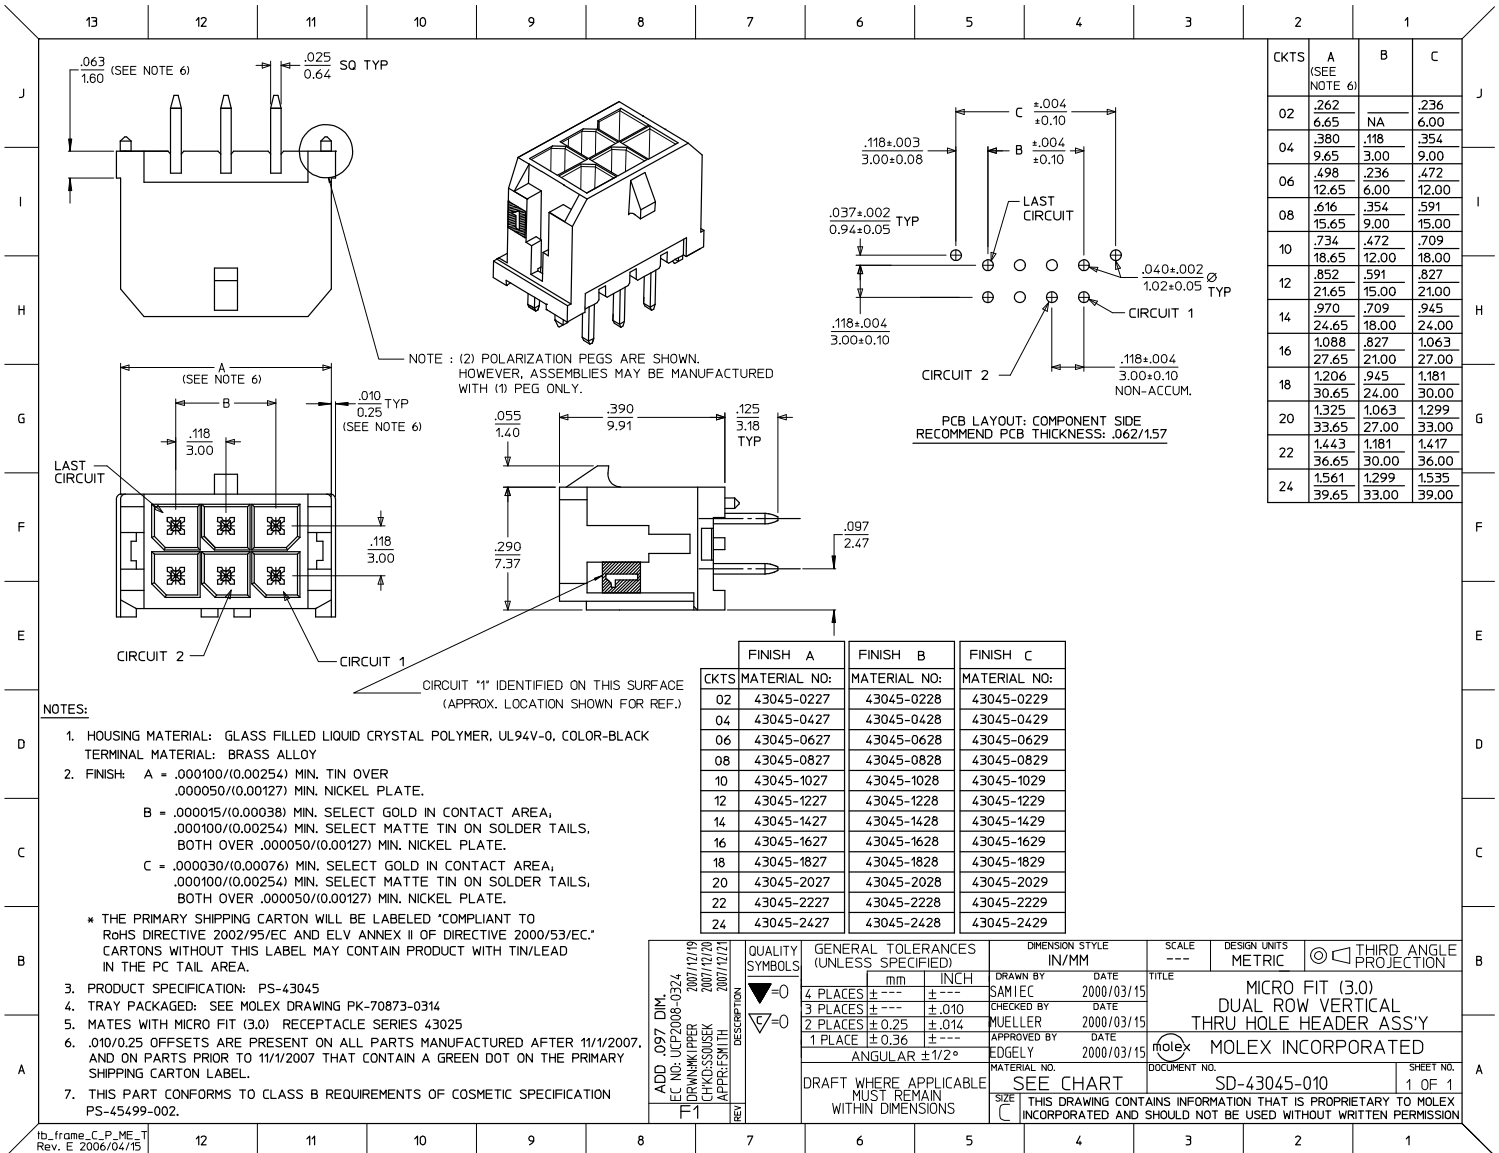 13 12 11 10 9 8 7 6 5 4 3 2 1
J
I
H
G
F
E
D
C
B
A
J
I
H
G
F
E
D
C
B
A
.063
1.60
(SEE NOTE 6)
.025
0.64
SQ TYP
1
NOTE : (2) POLARIZATION PEGS ARE SHOWN.
HOWEVER, ASSEMBLIES MAY BE MANUFACTURED
WITH (1) PEG ONLY.
C ±.004
±0.10
.118±.003
3.00±0.08
B ±.004
±0.10
LAST
CIRCUIT
.037±.002
0.94±0.05
TYP
.040±.002
1.02±0.05
Ø
TYP
CIRCUIT 1
.118±.004
3.00±0.10
CIRCUIT 2
.118±.004
3.00±0.10
NON-ACCUM.
PCB LAYOUT: COMPONENT SIDE
RECOMMEND PCB THICKNESS: .062/1.57
CKTS A (SEE NOTE 6) B C
02 .262 .236
6.65 NA 6.00
04 .380 .118 .354
9.65 3.00 9.00
06 .498 .236 .472
12.65 6.00 12.00
08 .616 .354 .591
15.65 9.00 15.00
10 .734 .472 .709
18.65 12.00 18.00
12 .852 .591 .827
21.65 15.00 21.00
14 .970 .709 .945
24.65 18.00 24.00
16 1.088 .827 1.063
27.65 21.00 27.00
18 1.206 .945 1.181
30.65 24.00 30.00
20 1.325 1.063 1.299
33.65 27.00 33.00
22 1.443 1.181 1.417
36.65 30.00 36.00
24 1.561 1.299 1.535
39.65 33.00 39.00
A
(SEE NOTE 6)
B
.118
3.00
.010
0.25
TYP
(SEE NOTE 6)
LAST
CIRCUIT
.118
3.00
CIRCUIT 2
CIRCUIT 1
.055
1.40
.390
9.91
.125
3.18
TYP
.290
7.37
.097
2.47
CIRCUIT "1" IDENTIFIED ON THIS SURFACE
(APPROX. LOCATION SHOWN FOR REF.)
FINISH A FINISH B FINISH C
CKTS MATERIAL NO: MATERIAL NO: MATERIAL NO:
02 43045-0227 43045-0228 43045-0229
04 43045-0427 43045-0428 43045-0429
06 43045-0627 43045-0628 43045-0629
08 43045-0827 43045-0828 43045-0829
10 43045-1027 43045-1028 43045-1029
12 43045-1227 43045-1228 43045-1229
14 43045-1427 43045-1428 43045-1429
16 43045-1627 43045-1628 43045-1629
18 43045-1827 43045-1828 43045-1829
20 43045-2027 43045-2028 43045-2029
22 43045-2227 43045-2228 43045-2229
24 43045-2427 43045-2428 43045-2429
NOTES:
1. HOUSING MATERIAL: GLASS FILLED LIQUID CRYSTAL POLYMER, UL94V-0, COLOR-BLACK
TERMINAL MATERIAL: BRASS ALLOY
2. FINISH: A = .000100/(0.00254) MIN. TIN OVER
.000050/(0.00127) MIN. NICKEL PLATE.
B = .000015/(0.00038) MIN. SELECT GOLD IN CONTACT AREA,
.000100/(0.00254) MIN. SELECT MATTE TIN ON SOLDER TAILS,
BOTH OVER .000050/(0.00127) MIN. NICKEL PLATE.
C = .000030/(0.00076) MIN. SELECT GOLD IN CONTACT AREA,
.000100/(0.00254) MIN. SELECT MATTE TIN ON SOLDER TAILS,
BOTH OVER .000050/(0.00127) MIN. NICKEL PLATE.
* THE PRIMARY SHIPPING CARTON WILL BE LABELED "COMPLIANT TO
RoHS DIRECTIVE 2002/95/EC AND ELV ANNEX II OF DIRECTIVE 2000/53/EC."
CARTONS WITHOUT THIS LABEL MAY CONTAIN PRODUCT WITH TIN/LEAD
IN THE PC TAIL AREA.
3. PRODUCT SPECIFICATION: PS-43045
4. TRAY PACKAGED: SEE MOLEX DRAWING PK-70873-0314
5. MATES WITH MICRO FIT (3.0) RECEPTACLE SERIES 43025
6. .010/0.25 OFFSETS ARE PRESENT ON ALL PARTS MANUFACTURED AFTER 11/1/2007,
AND ON PARTS PRIOR TO 11/1/2007 THAT CONTAIN A GREEN DOT ON THE PRIMARY
SHIPPING CARTON LABEL.
7. THIS PART CONFORMS TO CLASS B REQUIREMENTS OF COSMETIC SPECIFICATION
PS-45499-002.
ADD .097 DIM.
EC NO: UCP2008-0324
DRWN:MKIPPER 2007/12/19
CH'KD:SSOUSEK 2007/12/20
APPR:FSMITH 2007/12/21
F1
DESCRIPTION
REV
QUALITY
SYMBOLS
=0
C =0
GENERAL TOLERANCES
(UNLESS SPECIFIED)
mm INCH
4 PLACES ±--- ±---
3 PLACES ±--- ±.010
2 PLACES ±0.25 ±.014
1 PLACE ±0.36 ±---
ANGULAR ±1/2°
DRAFT WHERE APPLICABLE
MUST REMAIN
WITHIN DIMENSIONS
DIMENSION STYLE
IN/MM
SCALE
---
DESIGN UNITS
METRIC
THIRD ANGLE
PROJECTION
DRAWN BY DATE
SAMIEC 2000/03/15
CHECKED BY DATE
MUELLER 2000/03/15
APPROVED BY DATE
EDGELY 2000/03/15
TITLE
MICRO FIT (3.0)
DUAL ROW VERTICAL
THRU HOLE HEADER ASS'Y
molex MOLEX INCORPORATED
MATERIAL NO.
SEE CHART
DOCUMENT NO.
SD-43045-010
SHEET NO.
1 OF 1
SIZE
C
THIS DRAWING CONTAINS INFORMATION THAT IS PROPRIETARY TO MOLEX
INCORPORATED AND SHOULD NOT BE USED WITHOUT WRITTEN PERMISSION
tb_frame_C_P_ME_T
Rev. E 2006/04/15
12 11 10 9 8 7 6 5 4 3 2 1